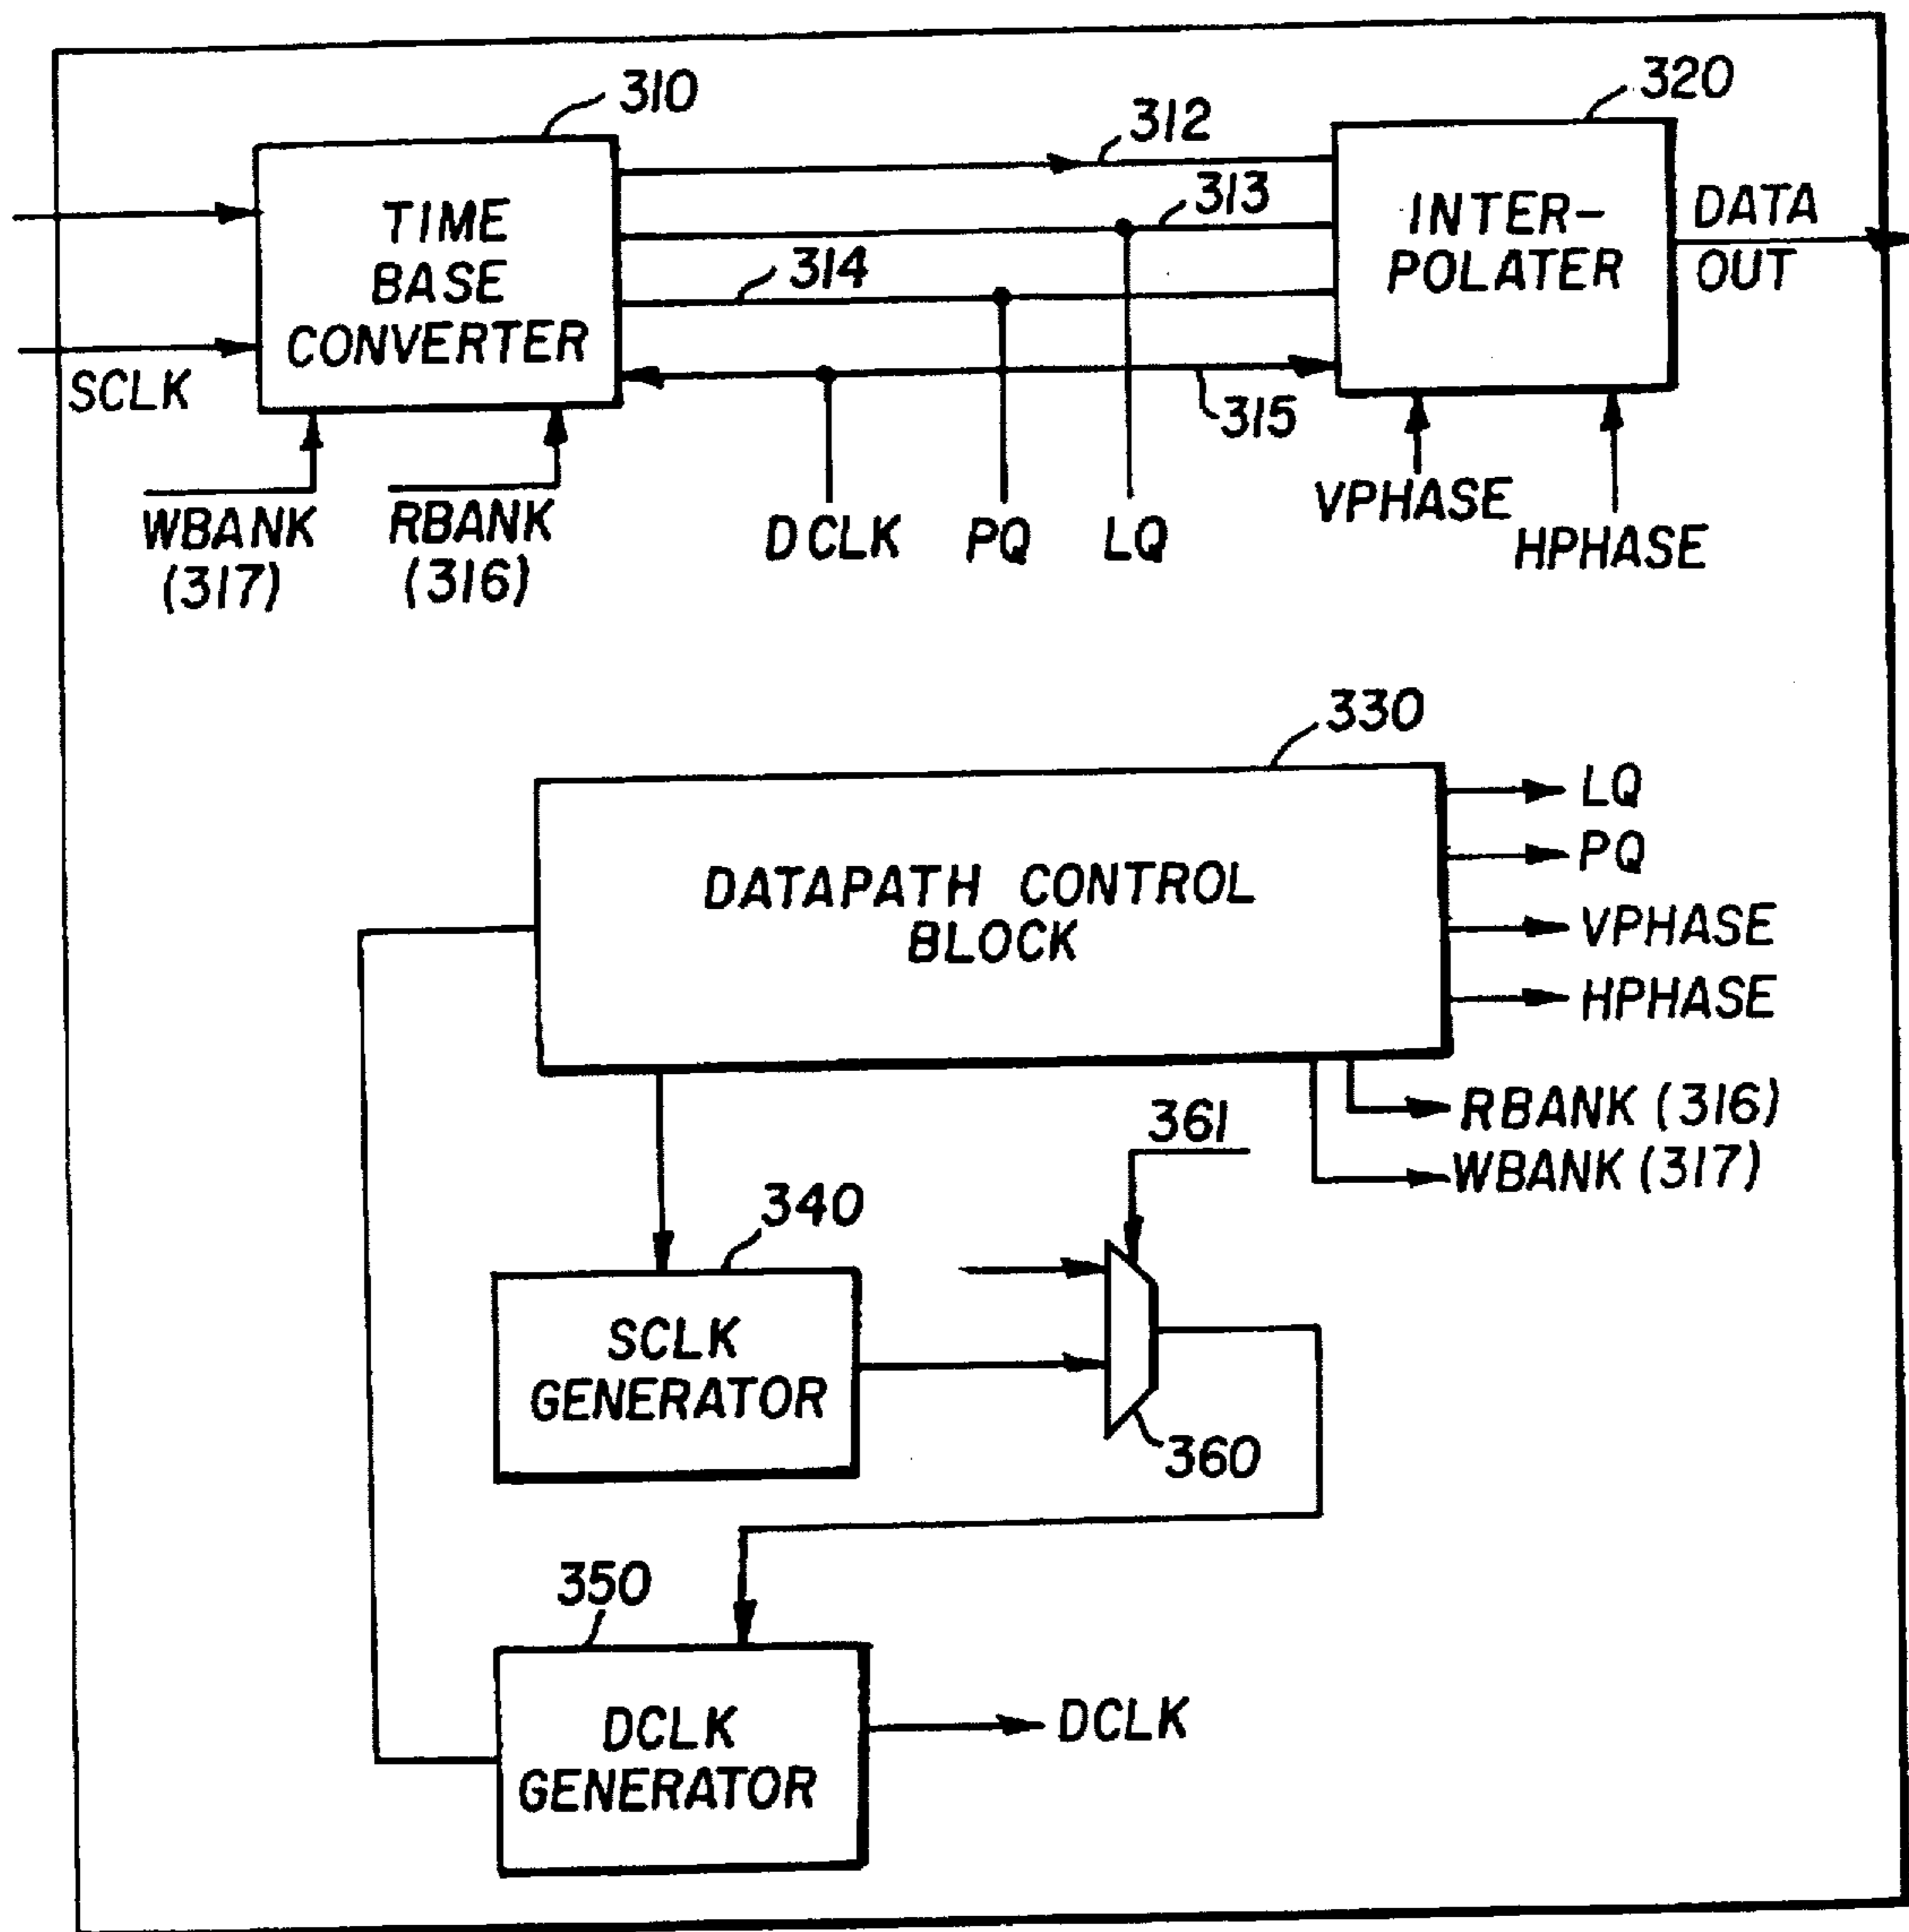 310
320
312
313
314
315
TIME
BASE
CONVERTER
INTER-
POLATER
DATA
OUT
SCLK
WBANK
(317)
RBANK
(316)
DCLK
PQ
LQ
VPHASE
HPHASE
330
DATAPATH CONTROL
BLOCK
LQ
PQ
VPHASE
HPHASE
RBANK (316)
WBANK (317)
361
340
SCLK
GENERATOR
360
350
DCLK
GENERATOR
DCLK